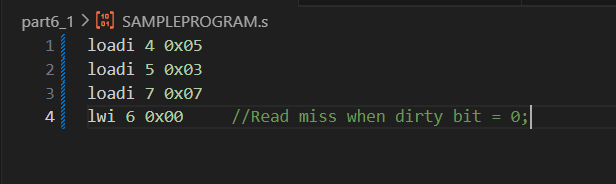 part6_1 > SAMPLEPROGRAM.s
1 loadi 4 0x05
2 loadi 5 0x03
3 loadi 7 0x07
4 lwi 6 0x00 //Read miss when dirty bit = 0;